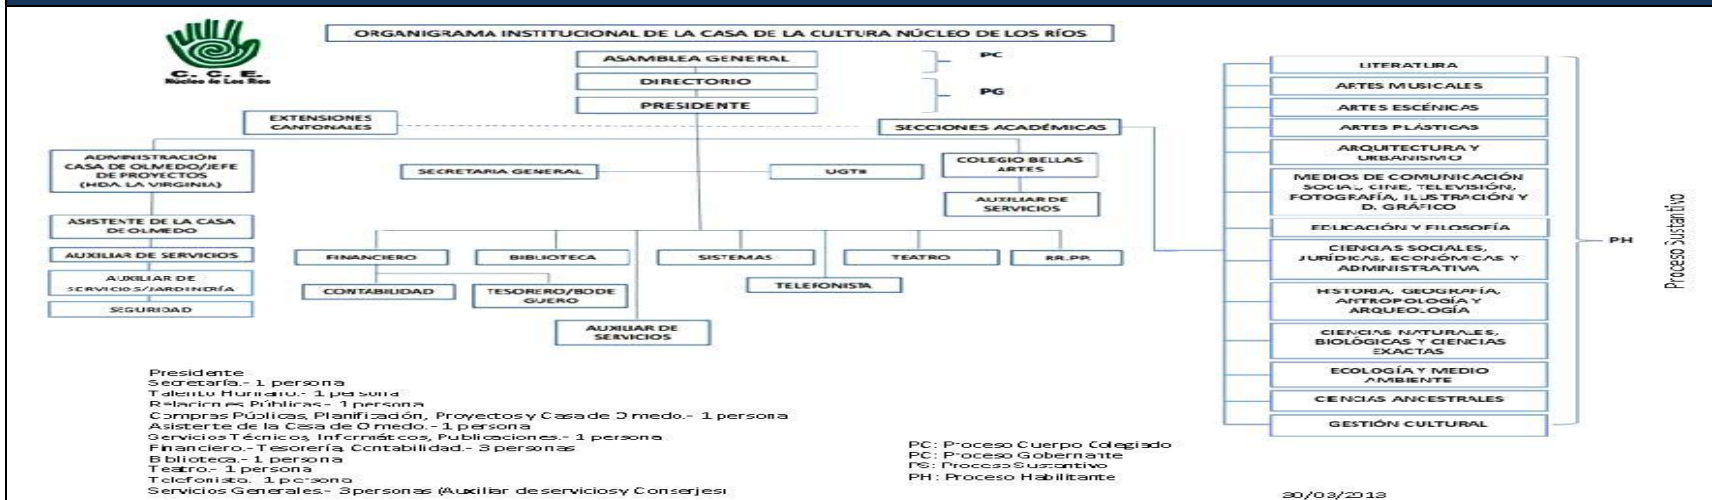 ORGANIGRAMA INSTITUCIONAL DE LA CASA DE LA CULTURA NÚCLEO DE LOS RÍOS
C. C. E.
Núcleo de Los Ríos
ASAMBLEA GENERAL
PC
DIRECTORIO
PG
PRESIDENTE
EXTENSIONES
CANTONALES
SECCIONES ACADÉMICAS
ADMINISTRACIÓN
CASA DE OLMEDO/JEFE
DE PROYECTOS
(HDA. LA VIRGINIA)
SECRETARIA GENERAL
UGTH
COLEGIO BELLAS
ARTES
AUXILIAR DE
SERVICIOS
ASISTENTE DE LA CASA
DE OLMEDO
AUXILIAR DE SERVICIOS
AUXILIAR DE
SERVICIOS/JARDINERÍA
SEGURIDAD
FINANCIERO
BIBLIOTECA
SISTEMAS
TEATRO
RR.PP.
CONTABILIDAD
TESORERO/BODE
GUERO
TELEFONISTA
AUXILIAR DE
SERVICIOS
LITERATURA
ARTES MUSICALES
ARTES ESCÉNICAS
ARTES PLÁSTICAS
ARQUITECTURA Y
URBANISMO
MEDIOS DE COMUNICACIÓN
SOCIAL, CINE, TELEVISIÓN,
FOTOGRAFÍA, ILUSTRACIÓN Y
D. GRÁFICO
EDUCACIÓN Y FILOSOFÍA
CIENCIAS SOCIALES,
JURÍDICAS, ECONÓMICAS Y
ADMINISTRATIVA
HISTORIA, GEOGRAFÍA,
ANTROPOLOGÍA Y
ARQUEOLOGÍA
CIENCIAS NATURALES,
BIOLÓGICAS Y CIENCIAS
EXACTAS
ECOLOGÍA Y MEDIO
AMBIENTE
CIENCIAS ANCESTRALES
GESTIÓN CULTURAL
PH
Proceso Sustantivo
Presidente
Secretaría.- 1 persona
Talento Humano.- 1 persona
Relaciones Públicas.- 1 persona
Compras Públicas, Planificación, Proyectos y Casa de Olmedo.- 1 persona
Asistente de la Casa de Olmedo.- 1 persona
Servicios Técnicos, Informáticos, Publicaciones.- 1 persona
Financiero.- Tesorería, Contabilidad.- 3 personas
Biblioteca.- 1 persona
Teatro.- 1 persona
Telefonista.- 1 persona
Servicios Generales.- 3 personas (Auxiliar de servicios y Conserjes)
PC: Proceso Cuerpo Colegiado
PC: Proceso Gobernante
PS: Proceso Sustantivo
PH: Proceso Habilitante
30/03/2013